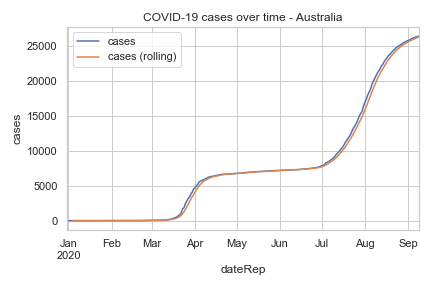 COVID-19 cases over time - Australia
cases
cases (rolling)
25000
20000
15000
10000
5000
0
cases
Jan
2020
Feb
Mar
Apr
May
Jun
Jul
Aug
Sep
dateRep